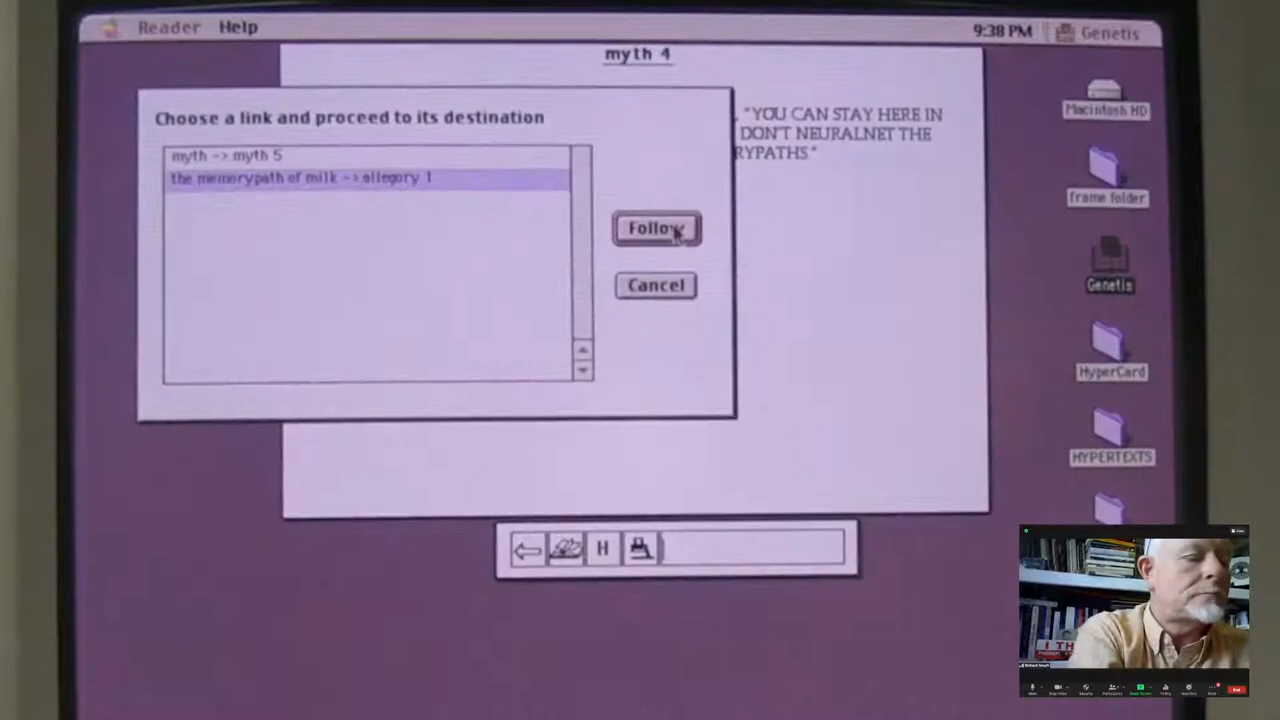 Reader Help
9:38 PM Genetis
myth 4
Choose a link and proceed to its destination
myth -> myth 5
the memorypath of milk -> allegory 1
Follow
Cancel
. "YOU CAN STAY HERE IN
DON'T NEURALNET THE
RYPATHS."
Macintosh HD
frame folder
Genetis
HyperCard
HYPERTEXTS
H
I TH